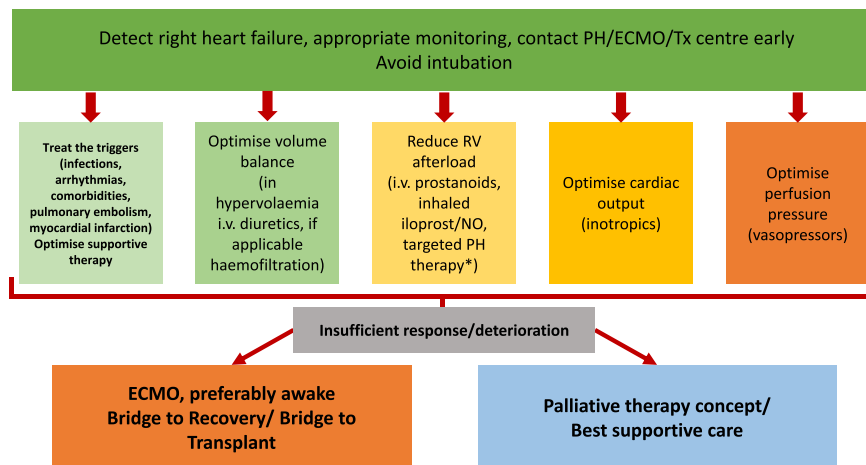 Detect right heart failure, appropriate monitoring, contact PH/ECMO/Tx centre early
Avoid intubation
Treat the triggers
(infections,
arrhythmias,
comorbidities,
pulmonary embolism,
myocardial infarction)
Optimise supportive
therapy
Optimise volume
balance
(in
hypervolaemia
i.v. diuretics, if
applicable
haemofiltration)
Reduce RV
afterload
(i.v. prostanoids,
inhaled
iloprost/NO,
targeted PH
therapy*)
Optimise cardiac
output
(inotropics)
Optimise
perfusion
pressure
(vasopressors)
Insufficient response/deterioration
ECMO, preferably awake
Bridge to Recovery/ Bridge to
Transplant
Palliative therapy concept/
Best supportive care